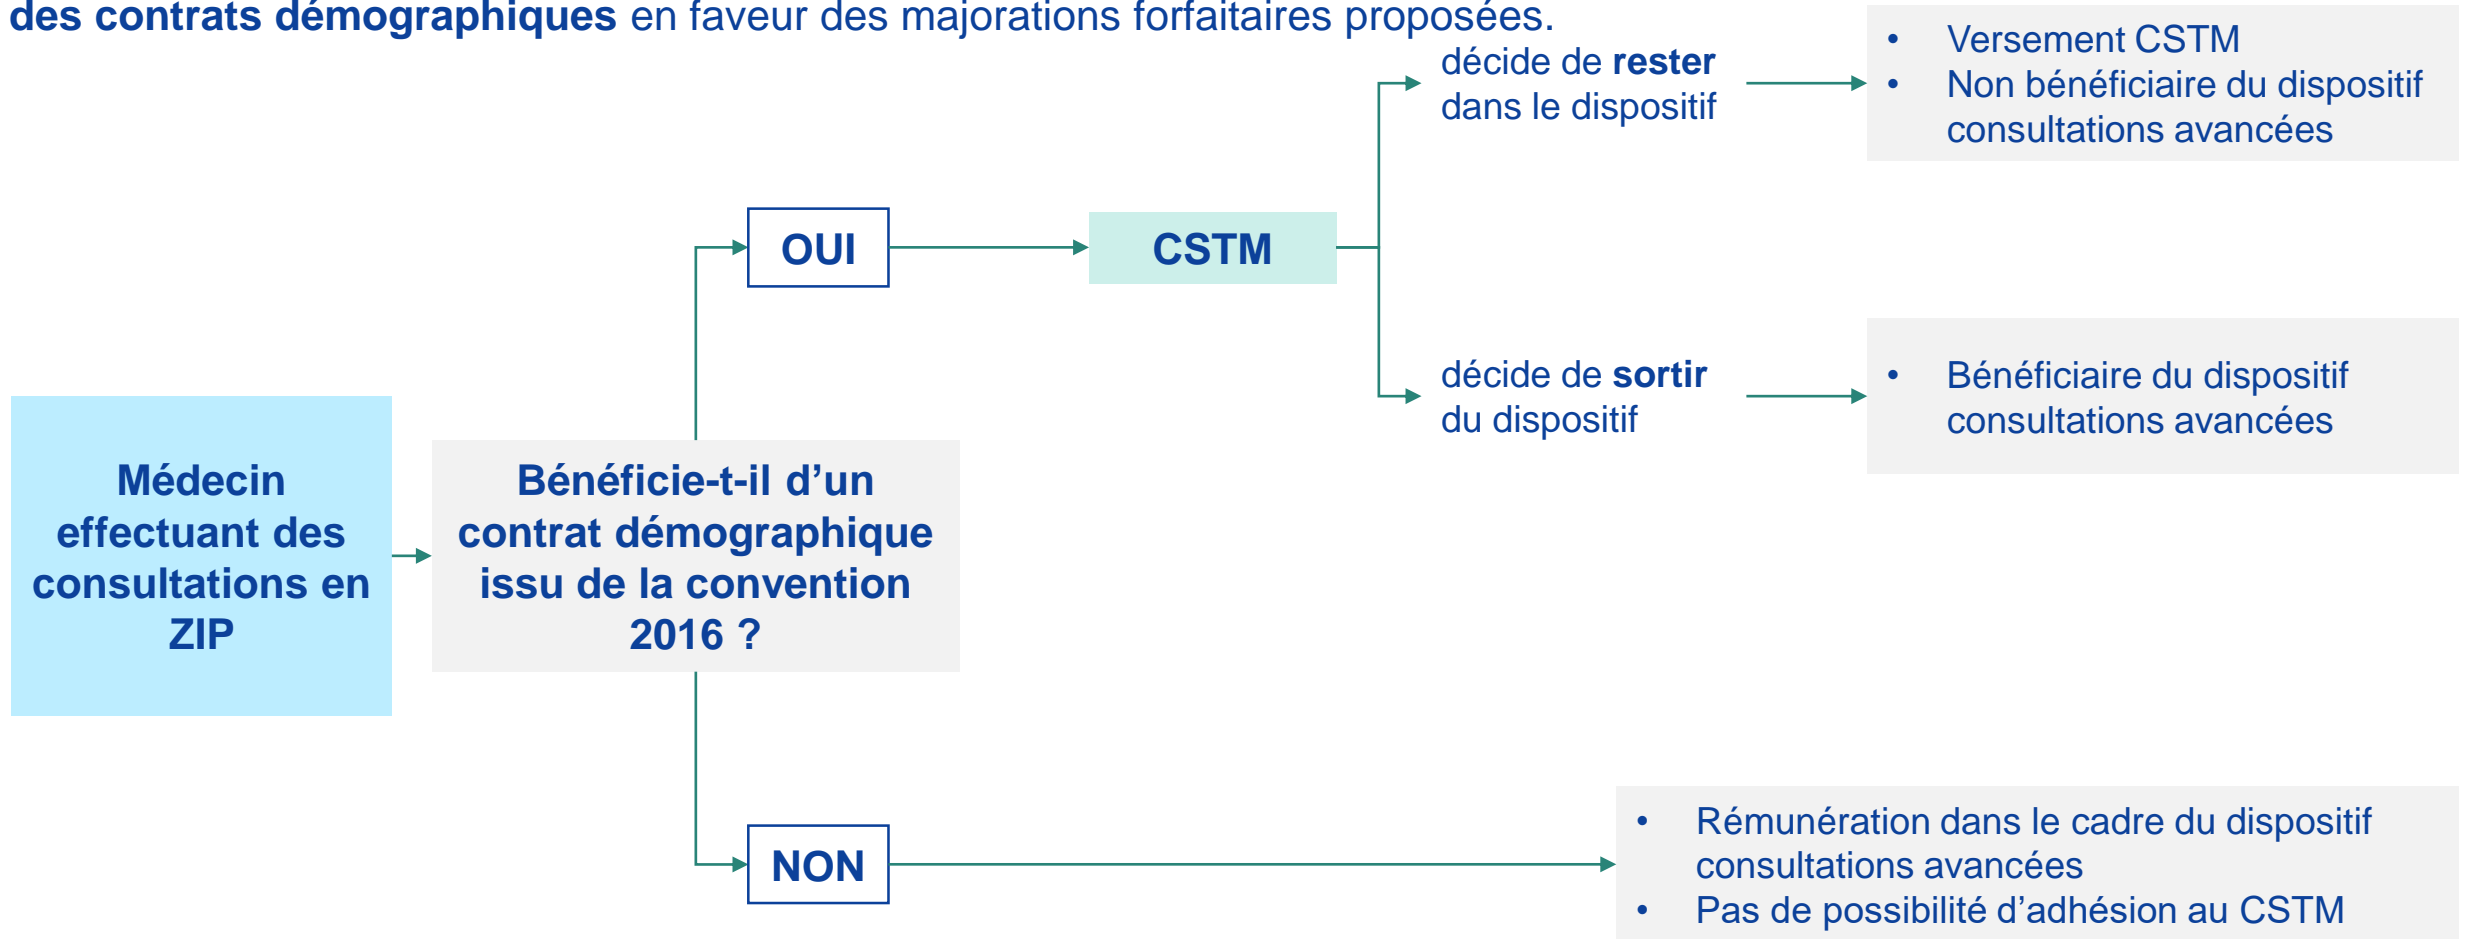 des contrats démographiques en faveur des majorations forfaitaires proposées.
décide de rester
dans le dispositif
• Versement CSTM
• Non bénéficiaire du dispositif
consultations avancées
OUI
CSTM
décide de sortir
du dispositif
• Bénéficiaire du dispositif
consultations avancées
Médecin
effectuant des
consultations en
ZIP
Bénéficie-t-il d’un
contrat démographique
issu de la convention
2016 ?
NON
• Rémunération dans le cadre du dispositif
consultations avancées
• Pas de possibilité d’adhésion au CSTM